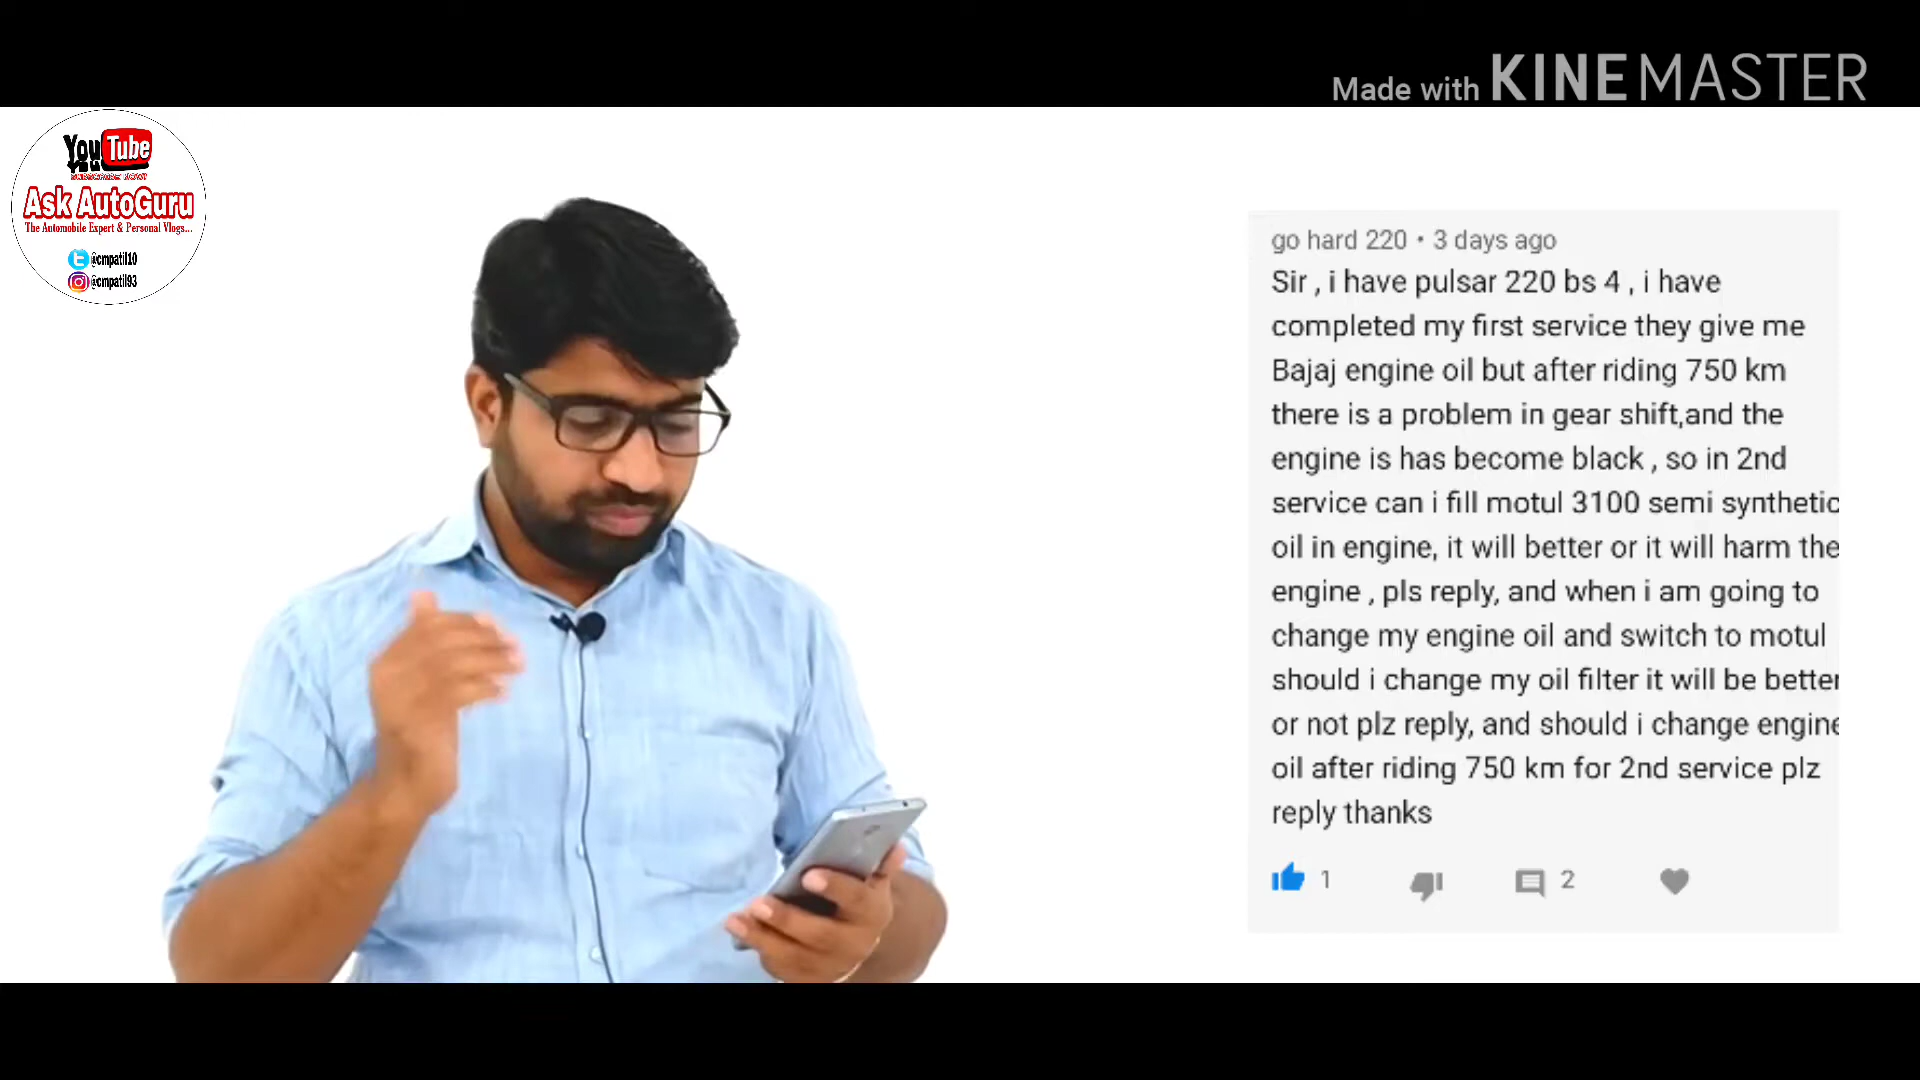 Made with KINEMASTER
You Tube
SUBSCRIBE NOW
Ask AutoGuru
The Automobile Expert & Personal Vlogs...
@cmpatil10
@cmpatil93
go hard 220 • 3 days ago
Sir , i have pulsar 220 bs 4 , i have
completed my first service they give me
Bajaj engine oil but after riding 750 km
there is a problem in gear shift,and the
engine is has become black , so in 2nd
service can i fill motul 3100 semi synthetic
oil in engine, it will better or it will harm the
engine , pls reply, and when i am going to
change my engine oil and switch to motul
should i change my oil filter it will be better
or not plz reply, and should i change engine
oil after riding 750 km for 2nd service plz
reply thanks
1
2